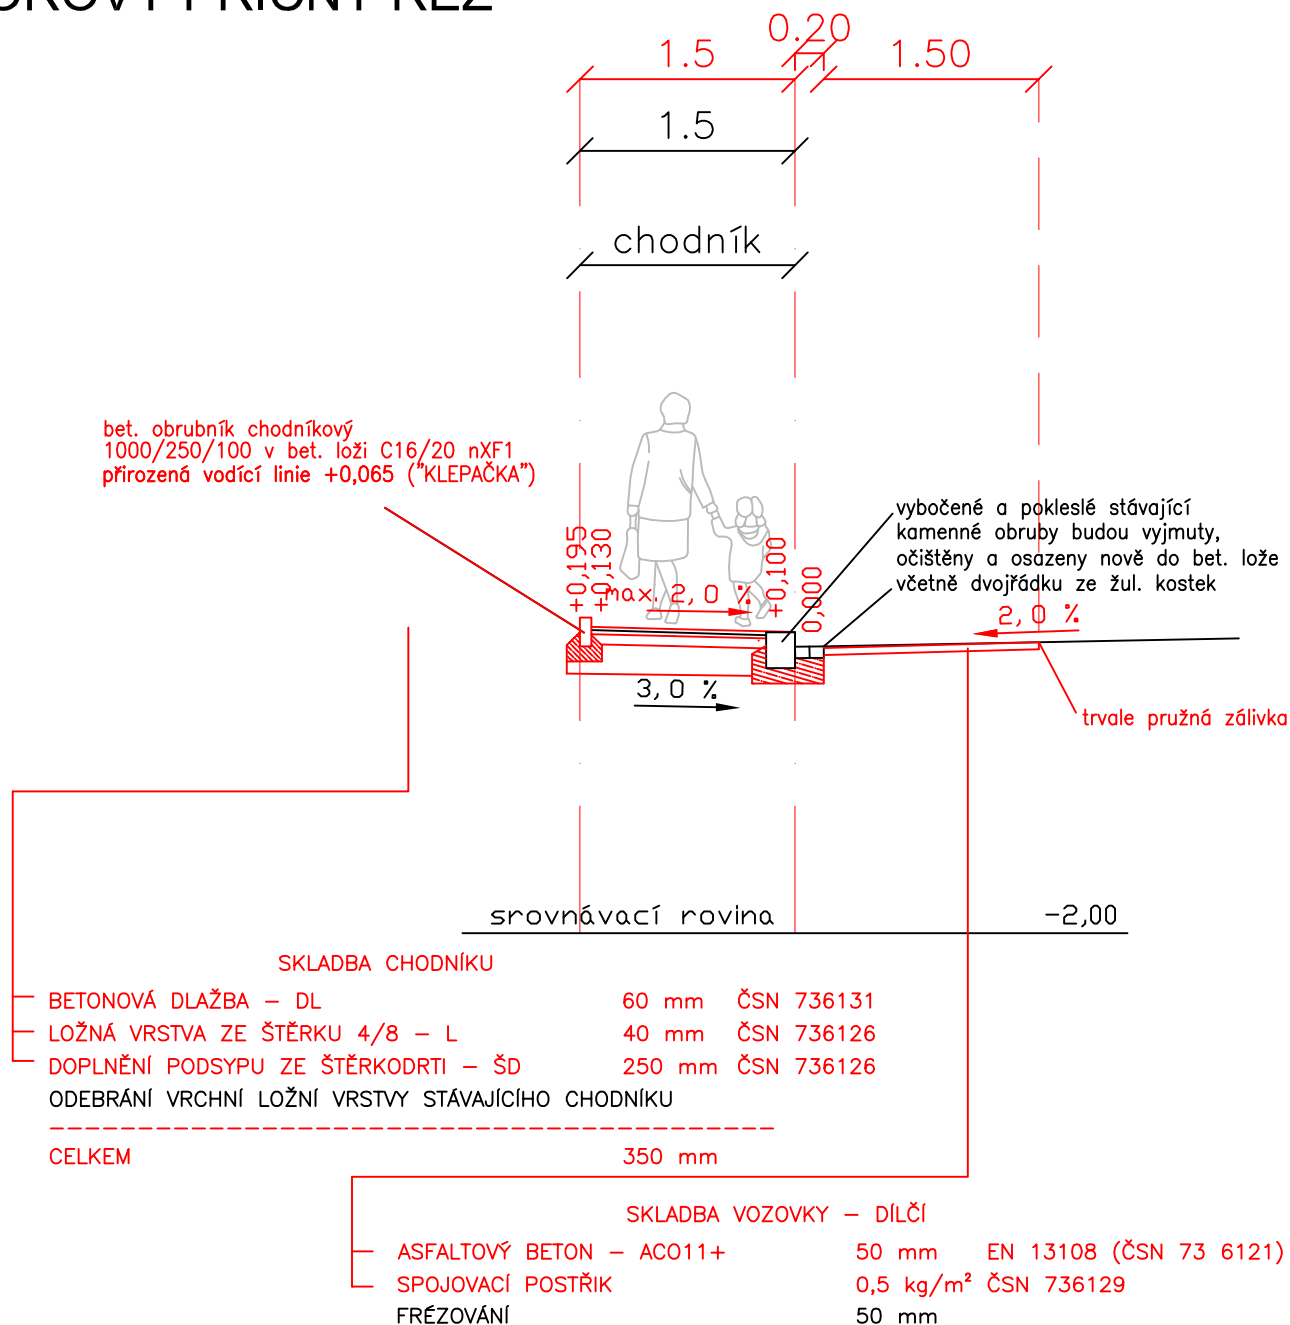 PŘÍČNÝ ŘEZ
0.20
1.5
1.50
1.5
chodník
bet. obrubník chodníkový
1000/250/100 v bet. loži C16/20 nXF1
přirozená vodící linie +0,065 ("KLEPAČKA")
vybočené a pokleslé stávající
kamenné obruby budou vyjmuty,
očištěny a osazeny nově do bet. lože
včetně dvojřádku ze žul. kostek
+0,195
+0,130
max. 2,0 %
+0,100
0,000
2,0 %
3,0 %
trvale pružná zálivka
srovnávací rovina -2,00
SKLADBA CHODNÍKU
BETONOVÁ DLAŽBA – DL 60 mm ČSN 736131
LOŽNÁ VRSTVA ZE ŠTĚRKU 4/8 – L 40 mm ČSN 736126
DOPLNĚNÍ PODSYPU ZE ŠTĚRKODRTI – ŠD 250 mm ČSN 736126
ODEBRÁNÍ VRCHNÍ LOŽNÍ VRSTVY STÁVAJÍCÍHO CHODNÍKU
CELKEM 350 mm
SKLADBA VOZOVKY – DÍLČÍ
ASFALTOVÝ BETON – ACO11+ 50 mm EN 13108 (ČSN 73 6121)
SPOJOVACÍ POSTŘIK 0,5 kg/m² ČSN 736129
FRÉZOVÁNÍ 50 mm